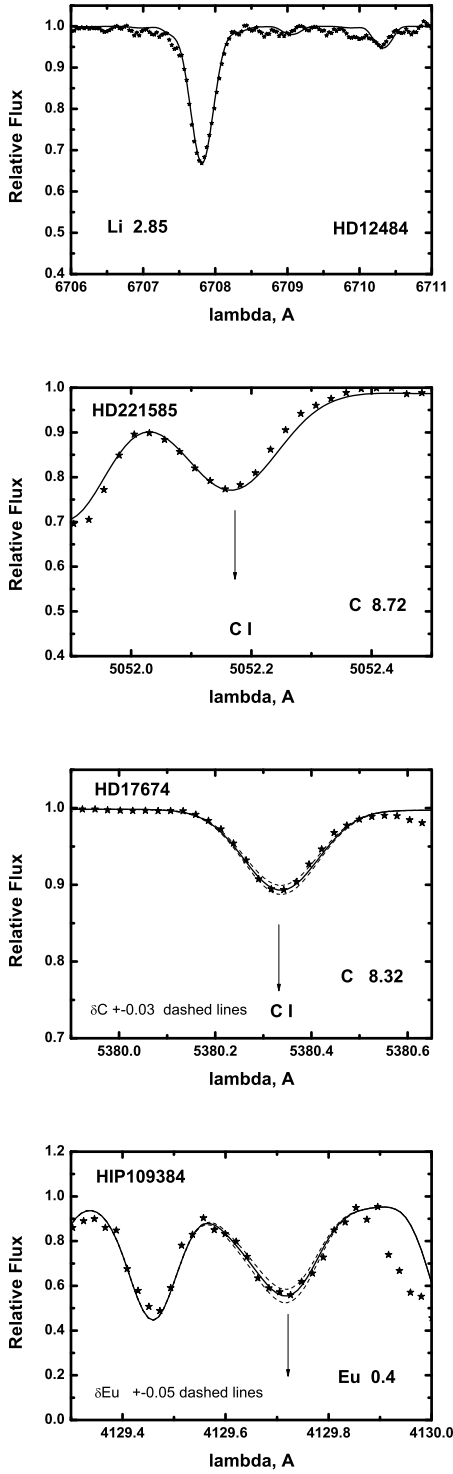 1.0
0.9
0.8
0.7
0.6
0.5
0.4
Relative Flux
Li 2.85
HD12484
6706 6707 6708 6709 6710 6711
lambda, A
1.0
0.9
0.8
0.7
0.6
0.5
0.4
Relative Flux
HD221585
C 8.72
C I
5052.0 5052.2 5052.4
lambda, A
1.0
0.9
0.8
0.7
Relative Flux
HD17674
C 8.32
δC +-0.03 dashed lines
C I
5380.0 5380.2 5380.4 5380.6
lambda, A
1.2
1.0
0.8
0.6
0.4
0.2
0.0
Relative Flux
HIP109384
Eu 0.4
δEu +-0.05 dashed lines
4129.4 4129.6 4129.8 4130.0
lambda, A